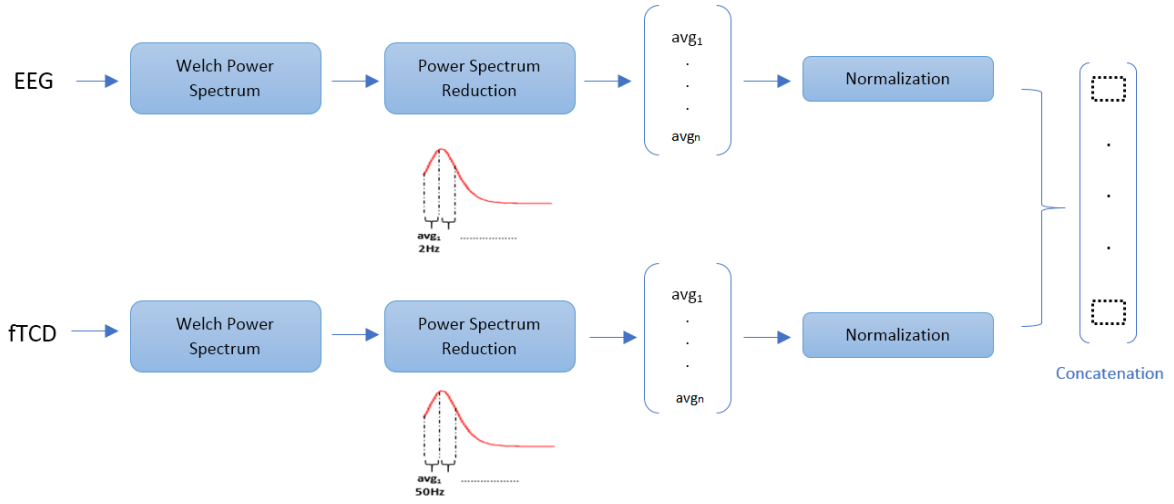 EEG
Welch Power
Spectrum
Power Spectrum
Reduction
avg₁
.
.
.
avgₙ
Normalization
avg₁
2Hz
....................
fTCD
Welch Power
Spectrum
Power Spectrum
Reduction
avg₁
.
.
.
avgₙ
Normalization
avg₁
50Hz
....................
.
.
.
Concatenation